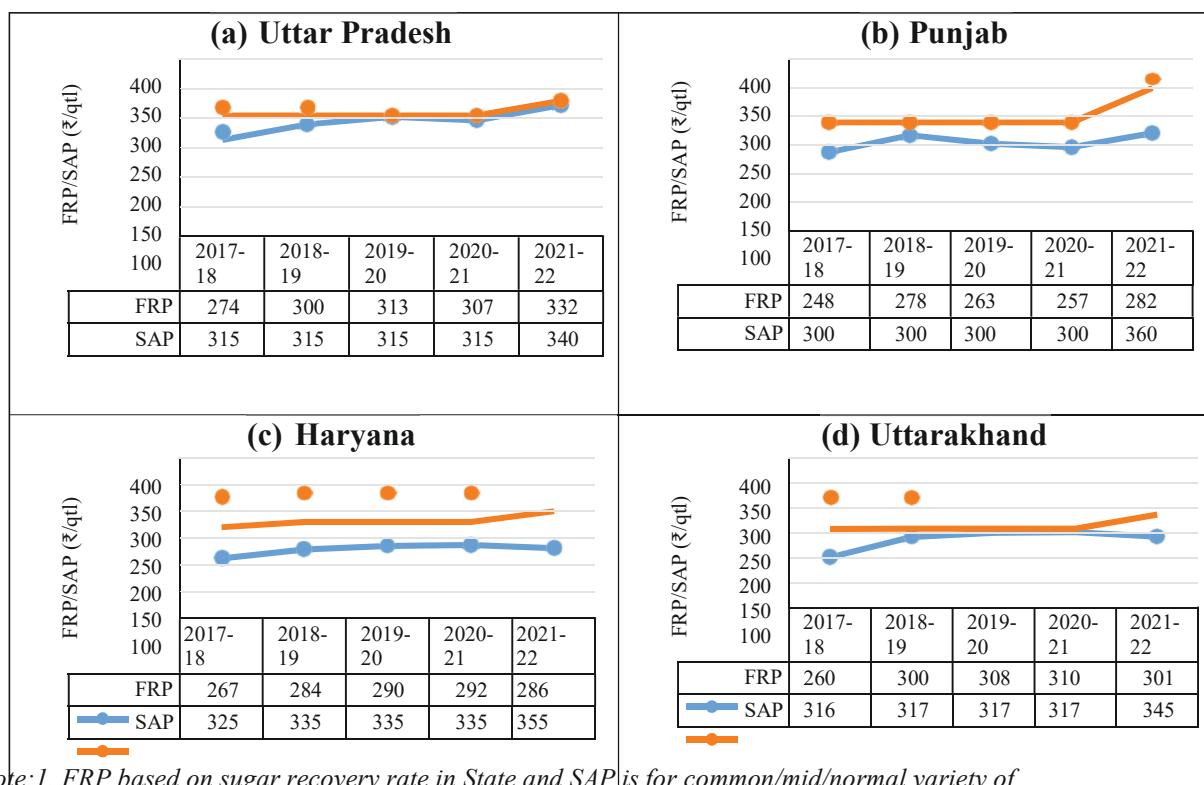 (a) Uttar Pradesh
FRP/SAP (₹/qtl)
400
350
300
250
200
150
100
2017-18 2018-19 2019-20 2020-21 2021-22
FRP 274 300 313 307 332
SAP 315 315 315 315 340
(b) Punjab
FRP/SAP (₹/qtl)
400
350
300
250
200
150
100
2017-18 2018-19 2019-20 2020-21 2021-22
FRP 248 278 263 257 282
SAP 300 300 300 300 360
(c) Haryana
FRP/SAP (₹/qtl)
400
350
300
250
200
150
100
2017-18 2018-19 2019-20 2020-21 2021-22
FRP 267 284 290 292 286
SAP 325 335 335 335 355
(d) Uttarakhand
FRP/SAP (₹/qtl)
400
350
300
250
200
150
100
2017-18 2018-19 2019-20 2020-21 2021-22
FRP 260 300 308 310 301
SAP 316 317 317 317 345
ote:1. FRP based on sugar recovery rate in State and SAP is for common/mid/normal variety of